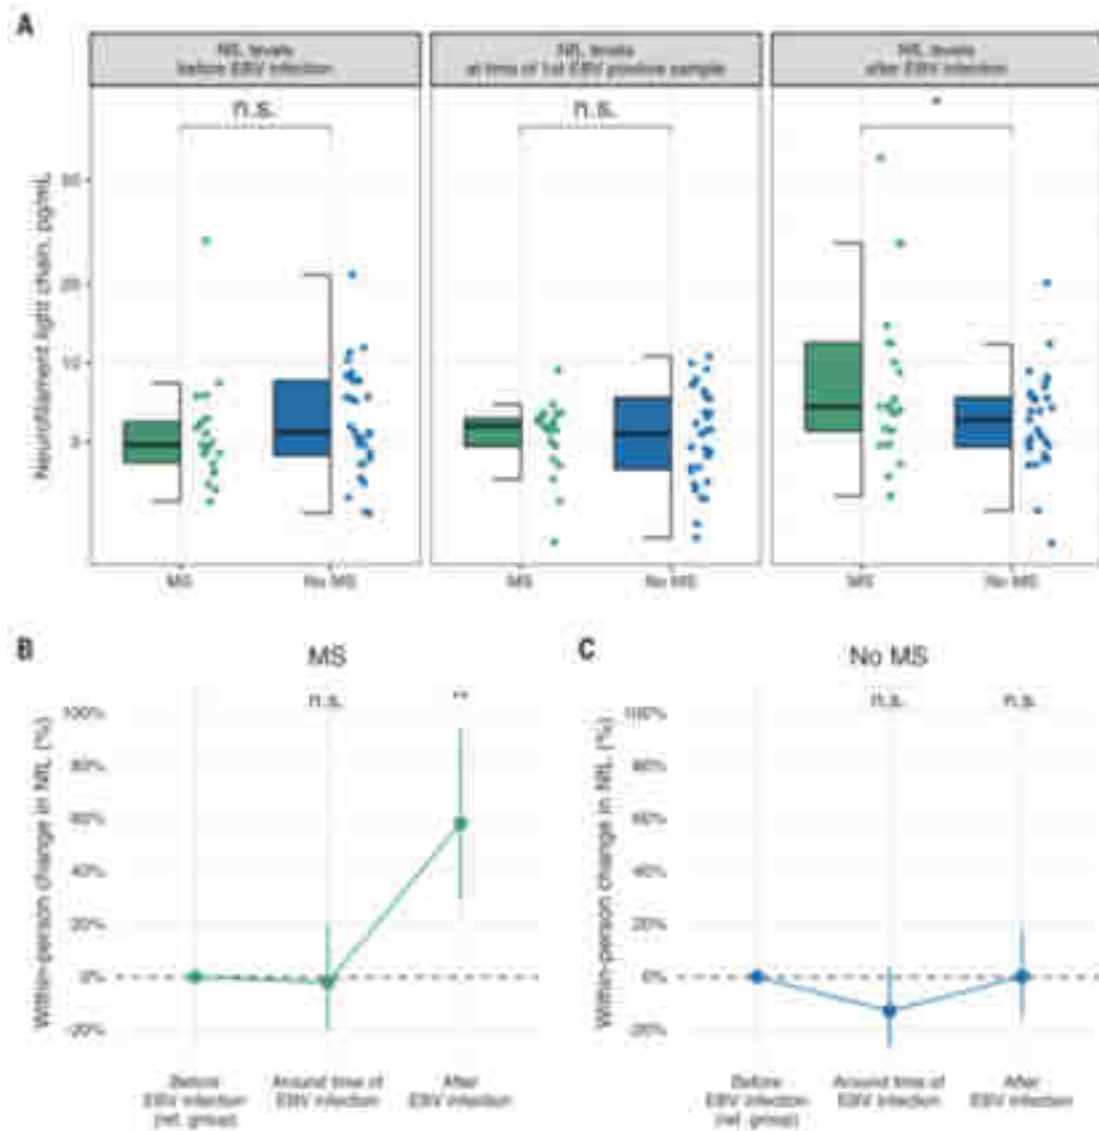 A
NfL levels
before EBV infection
NfL levels
at time of 1st EBV positive sample
NfL levels
after EBV infection
n.s.
n.s.
*
Neurofilament light chain, pg/mL
20
10
5
MS
No MS
MS
No MS
MS
No MS
B
MS
n.s.
**
Within-person change in NfL (%)
100%
80%
60%
40%
20%
0%
-20%
Before
EBV infection
(ref. group)
Around time of
EBV infection
After
EBV infection
C
No MS
n.s.
n.s.
Within-person change in NfL (%)
100%
80%
60%
40%
20%
0%
-20%
Before
EBV infection
(ref. group)
Around time of
EBV infection
After
EBV infection